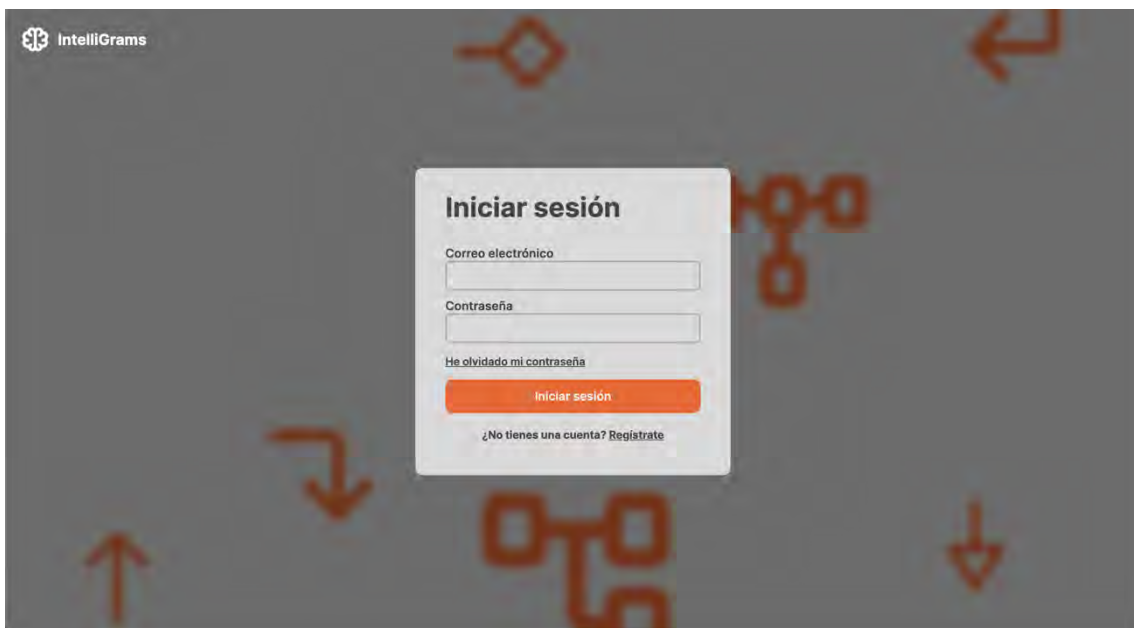 IntelliGrams
Iniciar sesión
Correo electrónico
Contraseña
He olvidado mi contraseña
Iniciar sesión
¿No tienes una cuenta? Regístrate